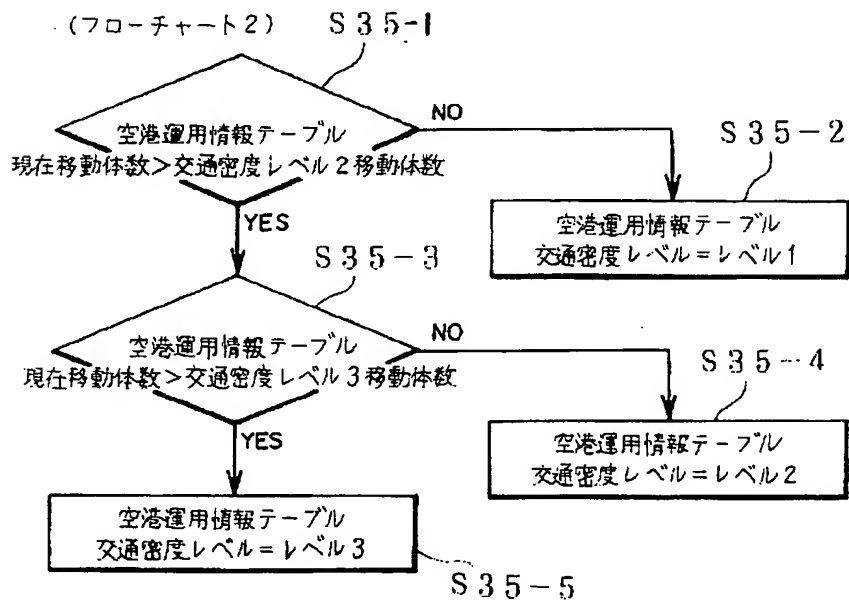 (フローチャート2)
S35-1
空港運用情報テーブル
現在移動体数>交通密度レベル2移動体数
NO
YES
S35-2
空港運用情報テーブル
交通密度レベル=レベル1
S35-3
空港運用情報テーブル
現在移動体数>交通密度レベル3移動体数
NO
YES
S35-4
空港運用情報テーブル
交通密度レベル=レベル2
空港運用情報テーブル
交通密度レベル=レベル3
S35-5